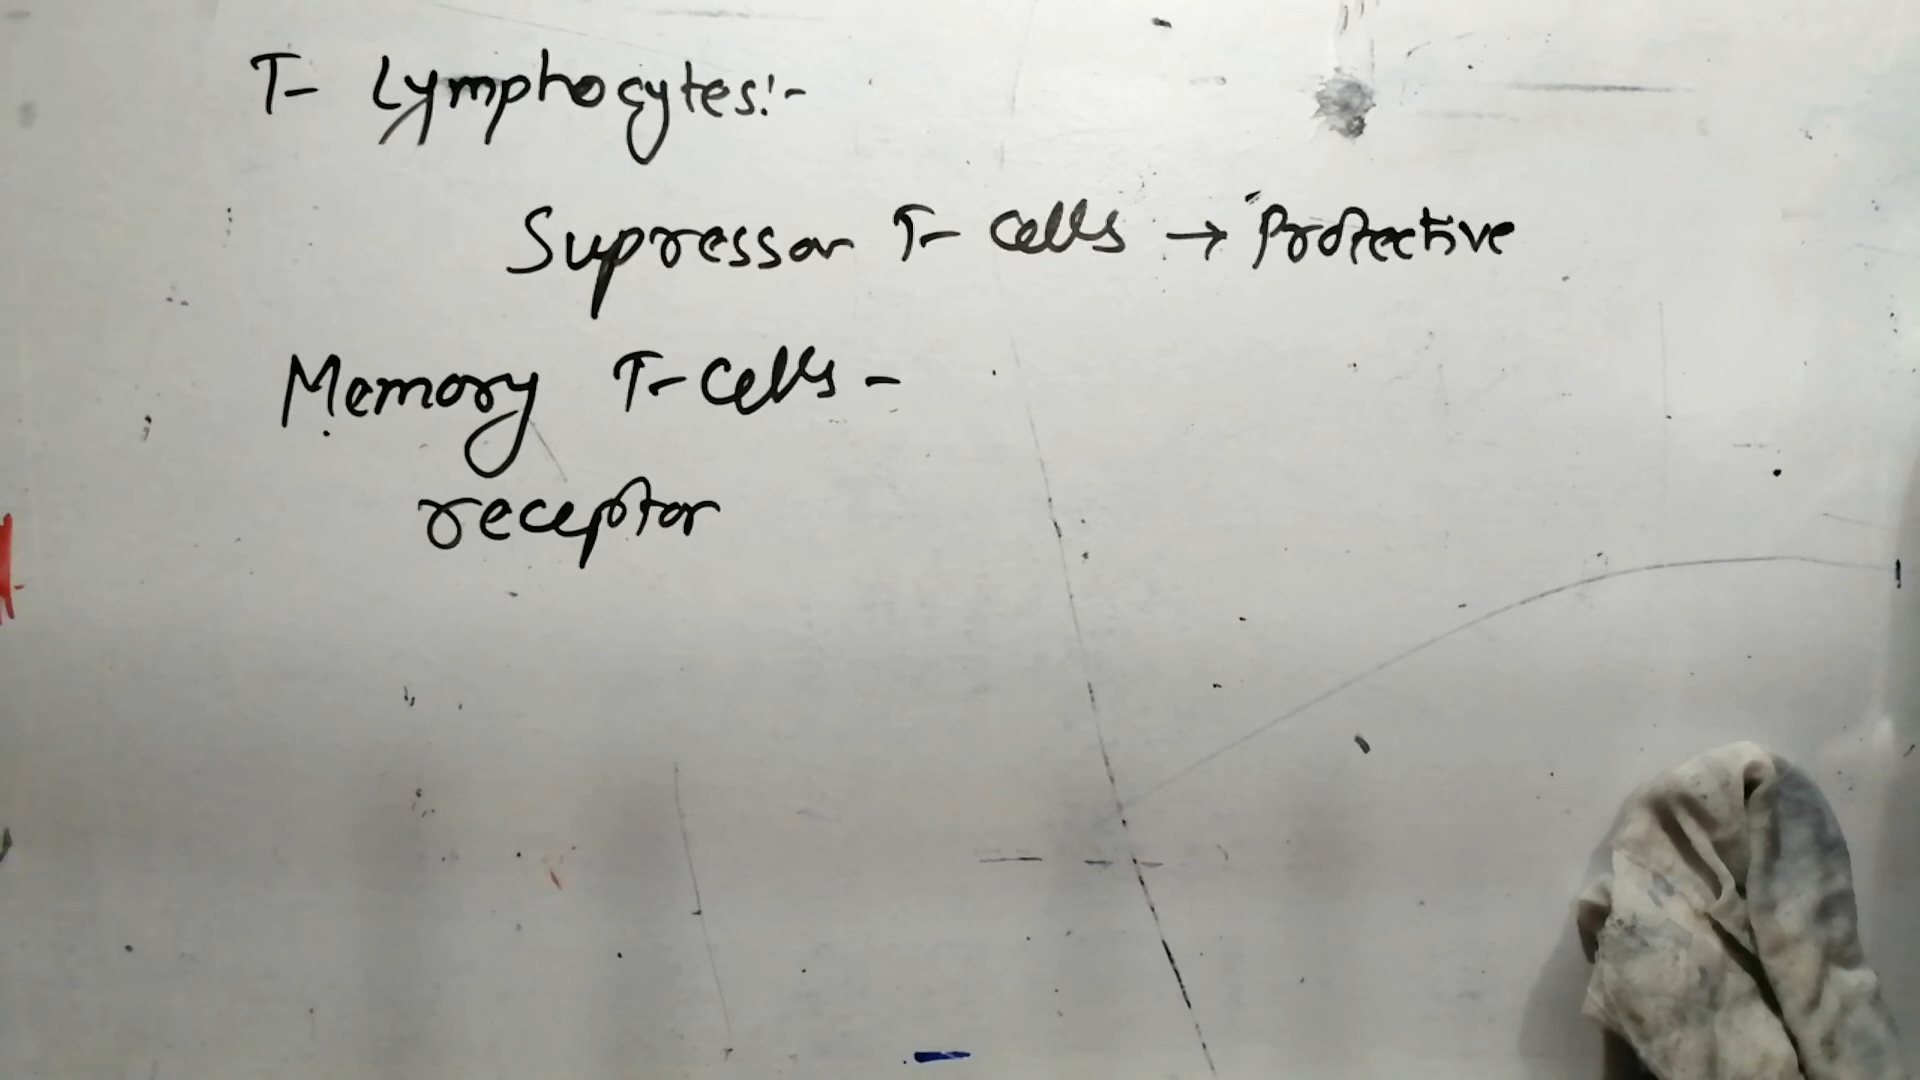 T- Lymphocytes:-
Supressor T- cells → Protective
Memory T-cells -
receptor